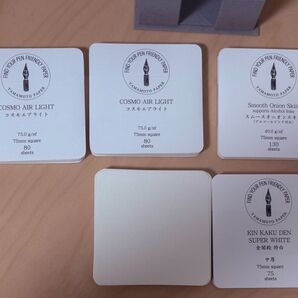 FIND YOUR PEN FRIENDLY PAPER
YAMAMOTO PAPER
COSMO AIR LIGHT
コスモエアライト
75.0 g/㎡
75mm square
80
sheets
FIND YOUR PEN FRIENDLY PAPER
YAMAMOTO PAPER
COSMO AIR LIGHT
コスモエアライト
75.0 g/㎡
75mm square
80
sheets
FIND YOUR PEN FRIENDLY PAPER
YAMAMOTO PAPER
Smooth Onion Skin
supports Alcohol Inks
スムースオニオンスキ
40.0 g/㎡
75mm square
130
sheets
FIND YOUR PEN FRIENDLY PAPER
YAMAMOTO PAPER
KIN KAKU DEN
SUPER WHITE
金閣殿 特白
中厚
75mm square
75
sheets